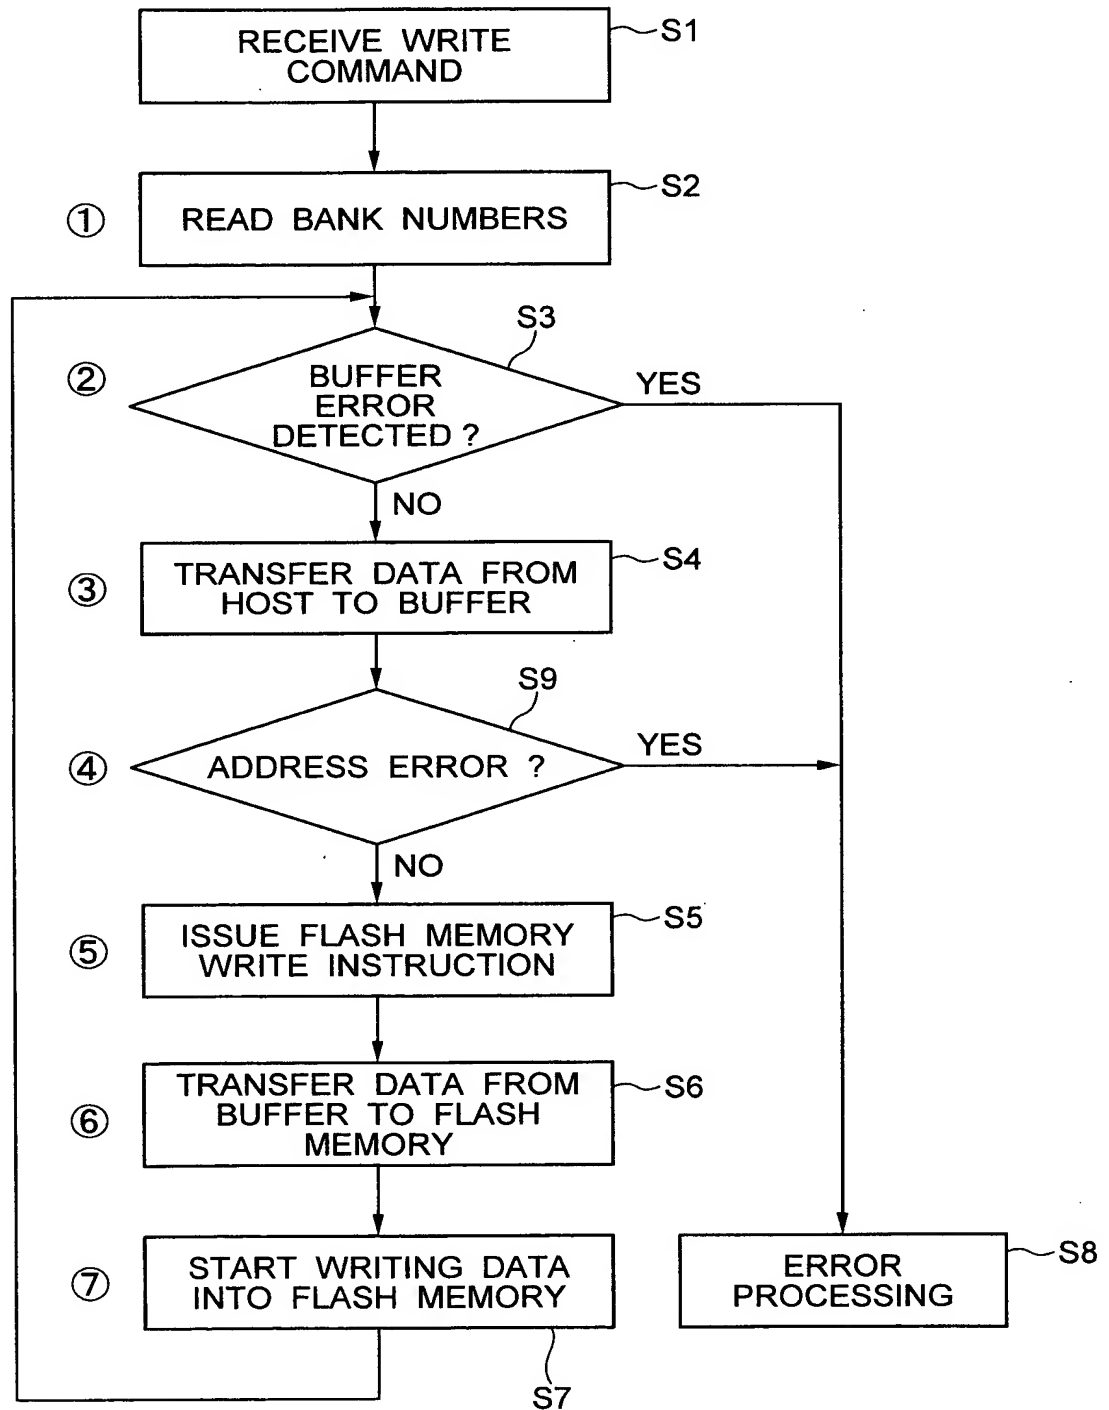 RECEIVE WRITE
COMMAND
S1
① READ BANK NUMBERS
S2
S3
② BUFFER
ERROR
DETECTED ?
YES
NO
③ TRANSFER DATA FROM
HOST TO BUFFER
S4
S9
④ ADDRESS ERROR ?
YES
NO
⑤ ISSUE FLASH MEMORY
WRITE INSTRUCTION
S5
⑥ TRANSFER DATA FROM
BUFFER TO FLASH
MEMORY
S6
⑦ START WRITING DATA
INTO FLASH MEMORY
S7
ERROR
PROCESSING
S8